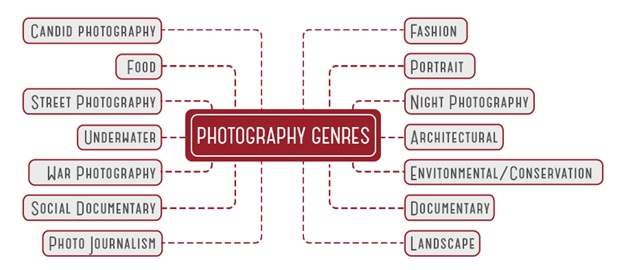 Candid photography
Food
Street Photography
Underwater
War Photography
Social Documentary
Photo Journalism
PHOTOGRAPHY GENRES
Fashion
Portrait
Night Photography
Architectural
Envitonmental/Conservation
Documentary
Landscape